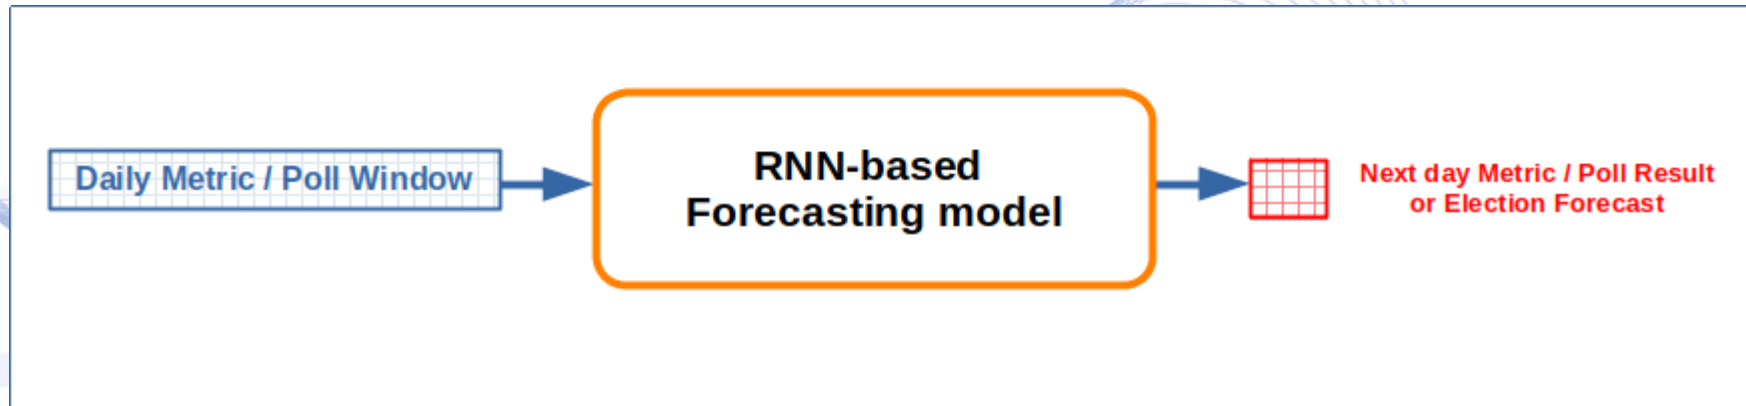 Daily Metric / Poll Window
RNN-based
Forecasting model
Next day Metric / Poll Result
or Election Forecast